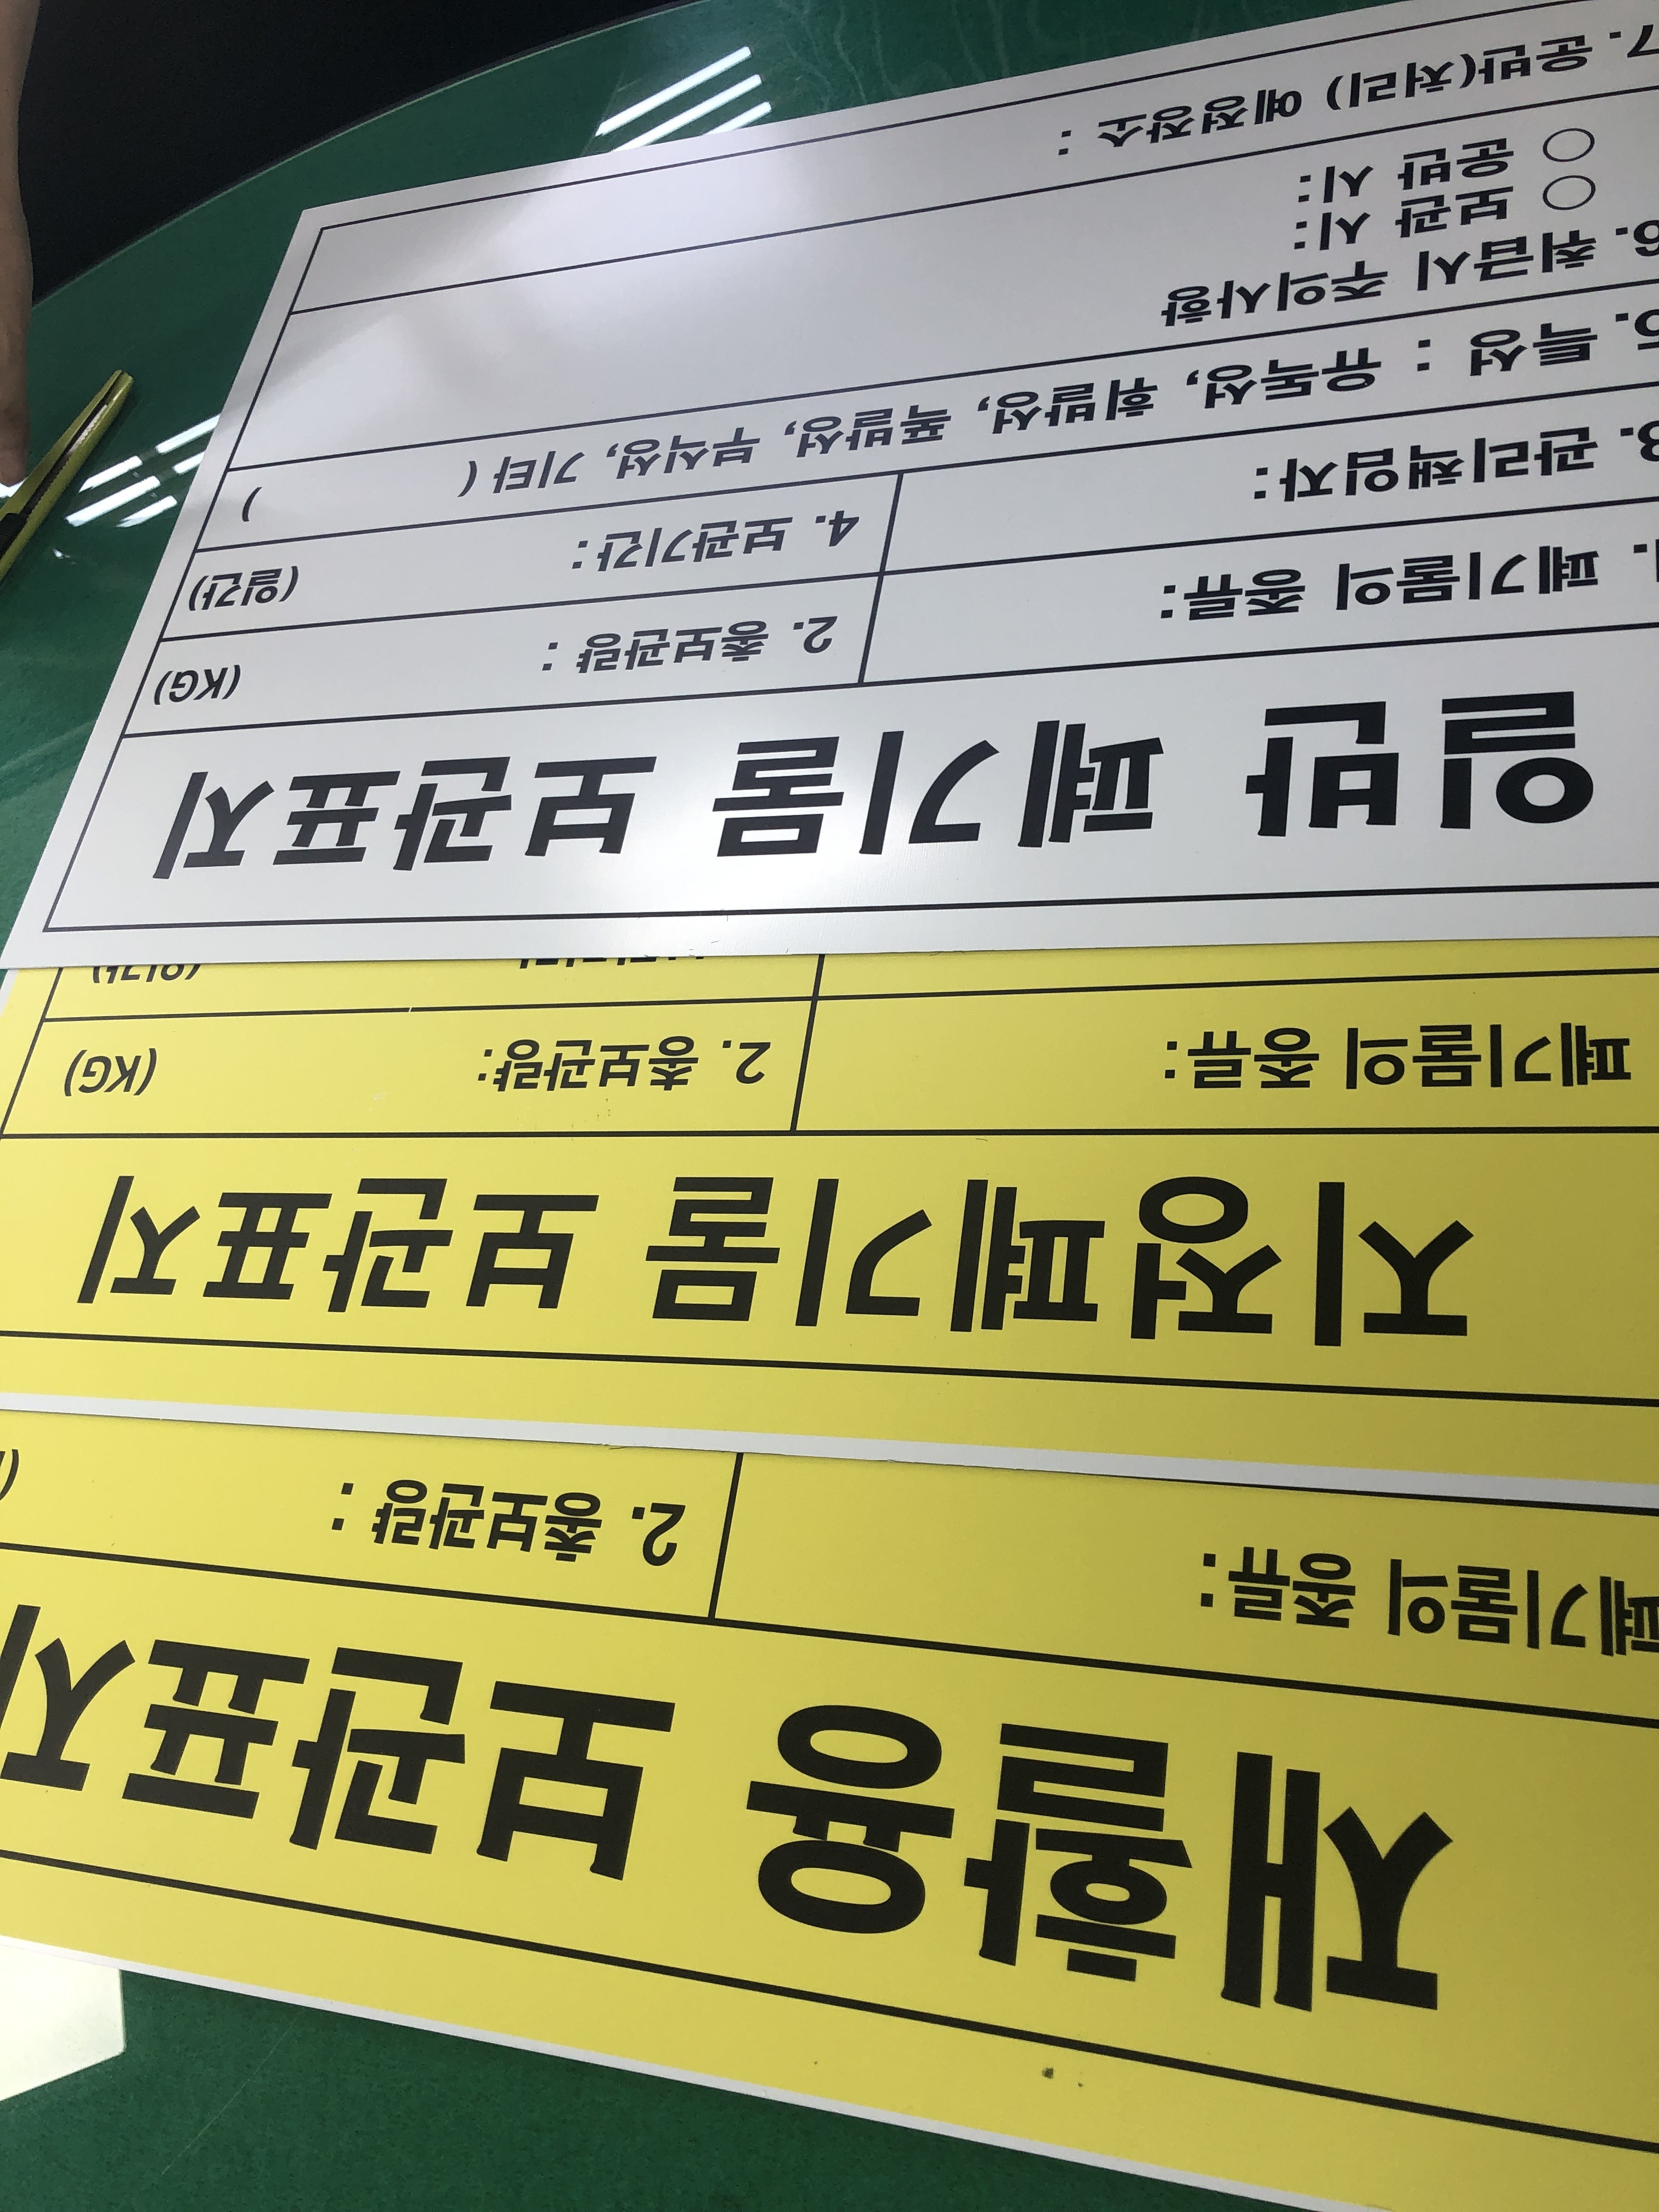 일반 폐기물 보관표지
1. 폐기물의 종류:
2. 총보관량 : (KG)
3. 관리책임자:
4. 보관기간: (일간)
5. 특성 : 유독성, 휘발성, 폭발성, 부식성, 기타 ( )
6. 취급시 주의사항
○ 보관 시:
○ 운반 시:
7. 운반(처리) 예정장소 :
지정폐기물 보관표지
폐기물의 종류:
2. 총보관량: (KG)
(일간)
재활용 보관표지
폐기물의 종류:
2. 총보관량 :